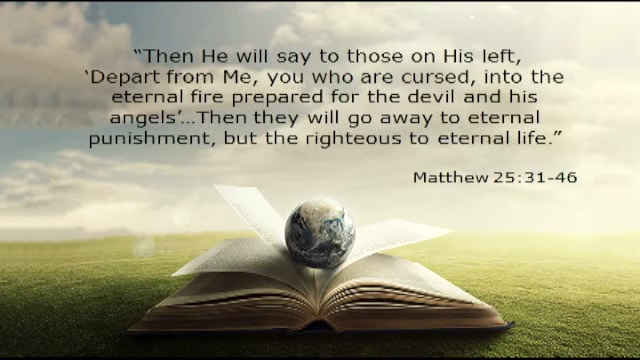 “Then He will say to those on His left,
‘Depart from Me, you who are cursed, into the
eternal fire prepared for the devil and his
angels’...Then they will go away to eternal
punishment, but the righteous to eternal life.”
Matthew 25:31-46